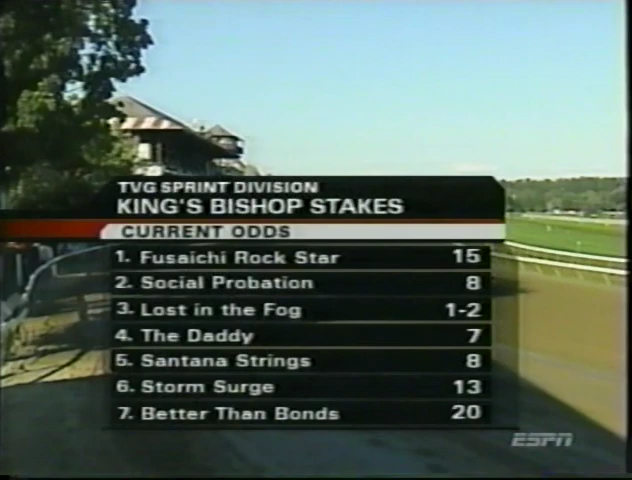 TVG SPRINT DIVISION
KING'S BISHOP STAKES
CURRENT ODDS
1. Fusaichi Rock Star 15
2. Social Probation 8
3. Lost in the Fog 1-2
4. The Daddy 7
5. Santana Strings 8
6. Storm Surge 13
7. Better Than Bonds 20
ESPN